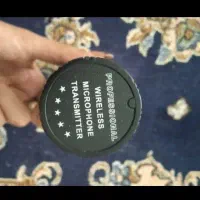 PROFESSIONAL
WIRELESS
MICROPHONE
TRANSMITTER